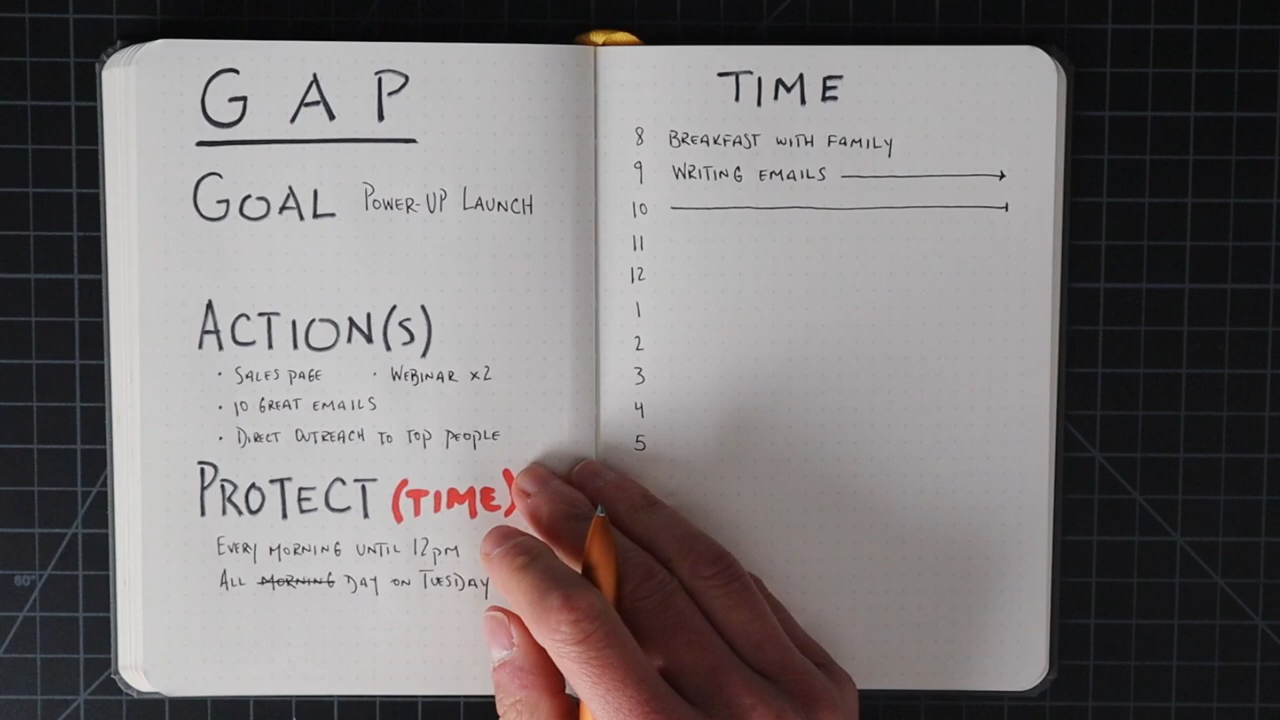 GAP
GOAL POWER-UP LAUNCH
ACTION(S)
· SALES PAGE · WEBINAR x2
· 10 GREAT EMAILS
· DIRECT OUTREACH TO TOP PEOPLE
PROTECT (TIME)
EVERY MORNING UNTIL 12pm
ALL MORNING DAY ON TUESDAY
TIME
8 BREAKFAST WITH FAMILY
9 WRITING EMAILS
10
11
12
1
2
3
4
5
60°